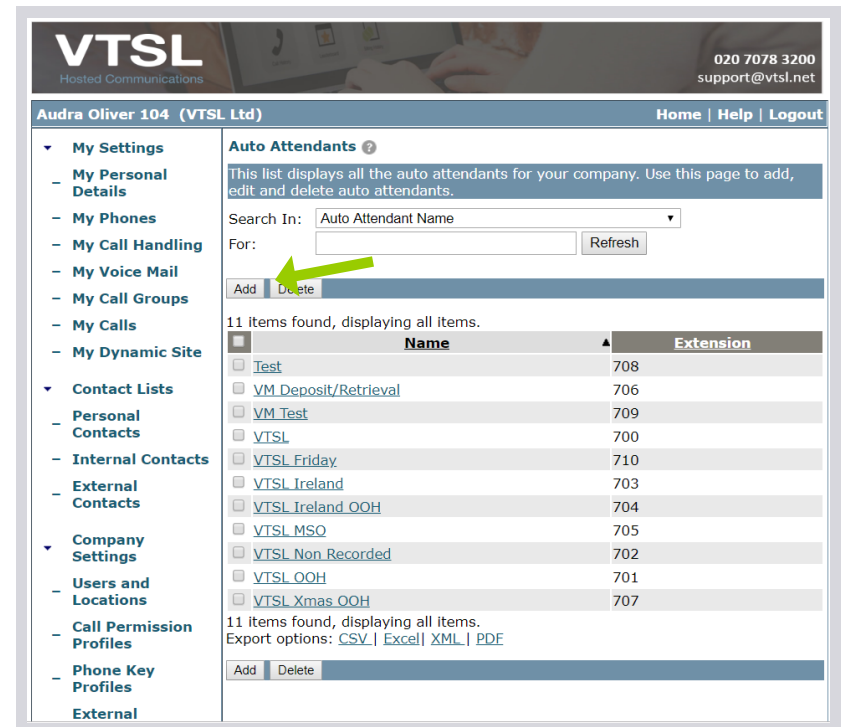 VTSL
Hosted Communications
020 7078 3200
support@vtsl.net
Audra Oliver 104 (VTSL Ltd)
Home | Help | Logout
My Settings
– My Personal
Details
– My Phones
– My Call Handling
– My Voice Mail
– My Call Groups
– My Calls
– My Dynamic Site
Contact Lists
– Personal
Contacts
– Internal Contacts
– External
Contacts
Company
Settings
– Users and
Locations
– Call Permission
Profiles
– Phone Key
Profiles
External
Auto Attendants ?
This list displays all the auto attendants for your company. Use this page to add,
edit and delete auto attendants.
Search In: Auto Attendant Name
For: Refresh
Add Delete
11 items found, displaying all items.
Name Extension
Test 708
VM Deposit/Retrieval 706
VM Test 709
VTSL 700
VTSL Friday 710
VTSL Ireland 703
VTSL Ireland OOH 704
VTSL MSO 705
VTSL Non Recorded 702
VTSL OOH 701
VTSL Xmas OOH 707
11 items found, displaying all items.
Export options: CSV | Excel| XML | PDF
Add Delete